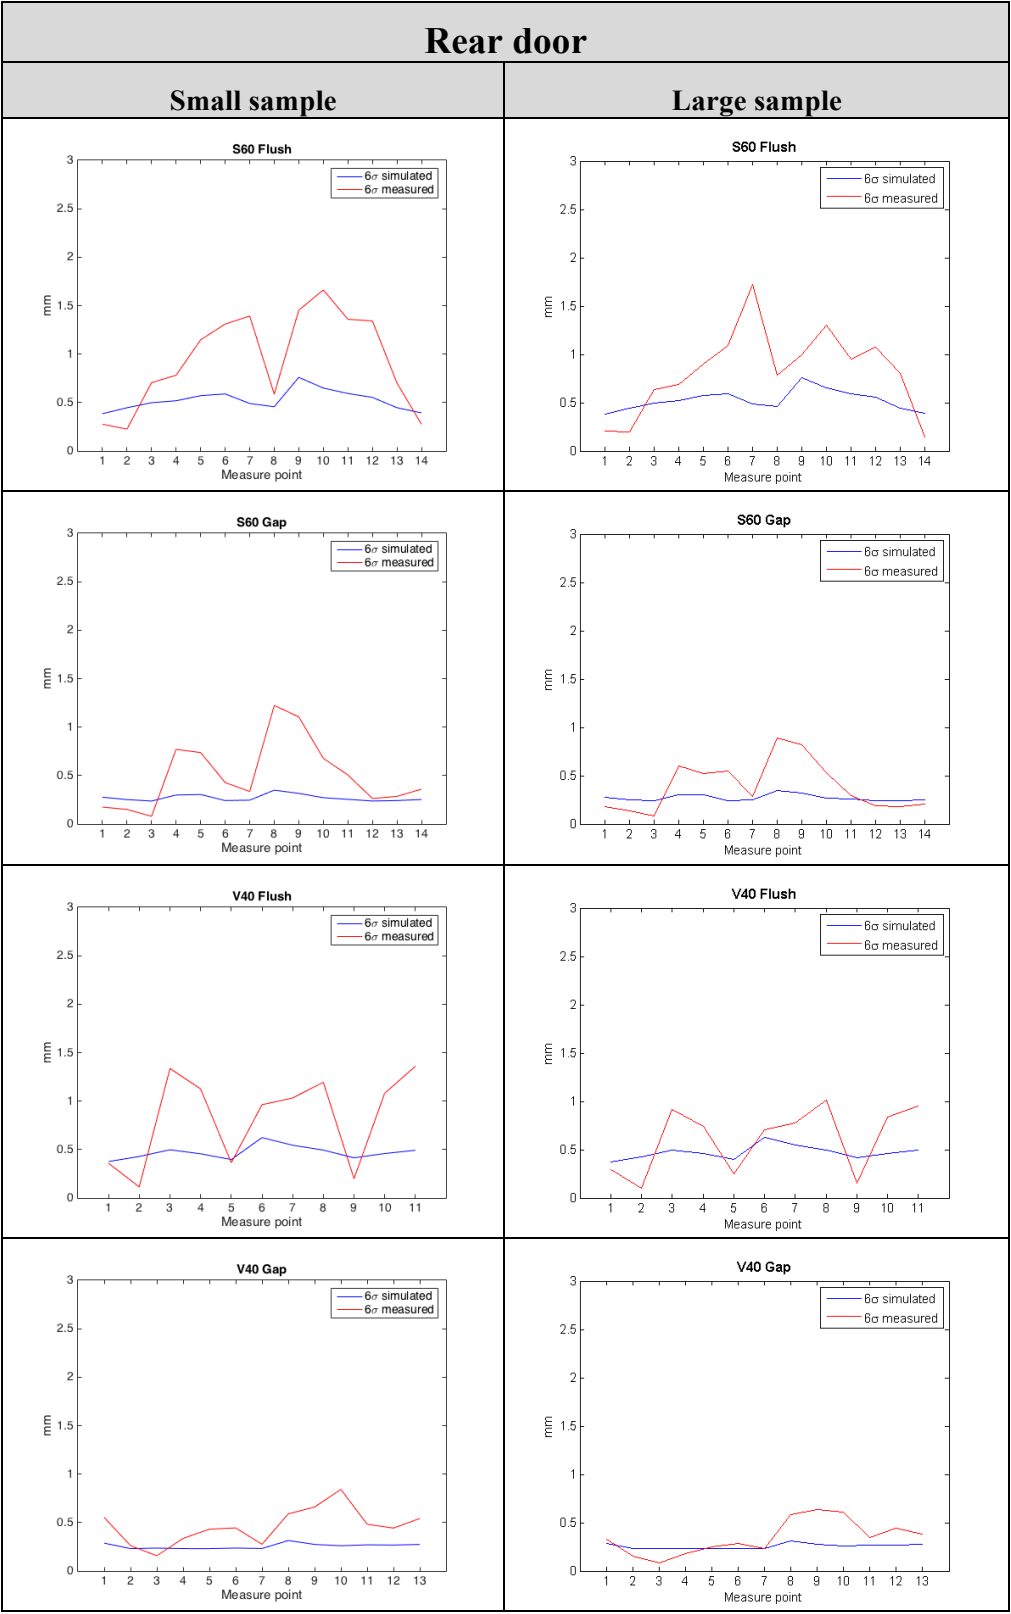 Rear door
Small sample
Large sample
S60 Flush
6σ simulated
6σ measured
3
2.5
2
1.5
1
0.5
0
mm
1 2 3 4 5 6 7 8 9 10 11 12 13 14
Measure point
S60 Flush
6σ simulated
6σ measured
3
2.5
2
1.5
1
0.5
0
mm
1 2 3 4 5 6 7 8 9 10 11 12 13 14
Measure point
S60 Gap
6σ simulated
6σ measured
3
2.5
2
1.5
1
0.5
0
mm
1 2 3 4 5 6 7 8 9 10 11 12 13 14
Measure point
S60 Gap
6σ simulated
6σ measured
3
2.5
2
1.5
1
0.5
0
mm
1 2 3 4 5 6 7 8 9 10 11 12 13 14
Measure point
V40 Flush
6σ simulated
6σ measured
3
2.5
2
1.5
1
0.5
0
mm
1 2 3 4 5 6 7 8 9 10 11
Measure point
V40 Flush
6σ simulated
6σ measured
3
2.5
2
1.5
1
0.5
0
mm
1 2 3 4 5 6 7 8 9 10 11
Measure point
V40 Gap
6σ simulated
6σ measured
3
2.5
2
1.5
1
0.5
0
mm
1 2 3 4 5 6 7 8 9 10 11 12 13
Measure point
V40 Gap
6σ simulated
6σ measured
3
2.5
2
1.5
1
0.5
0
mm
1 2 3 4 5 6 7 8 9 10 11 12 13
Measure point